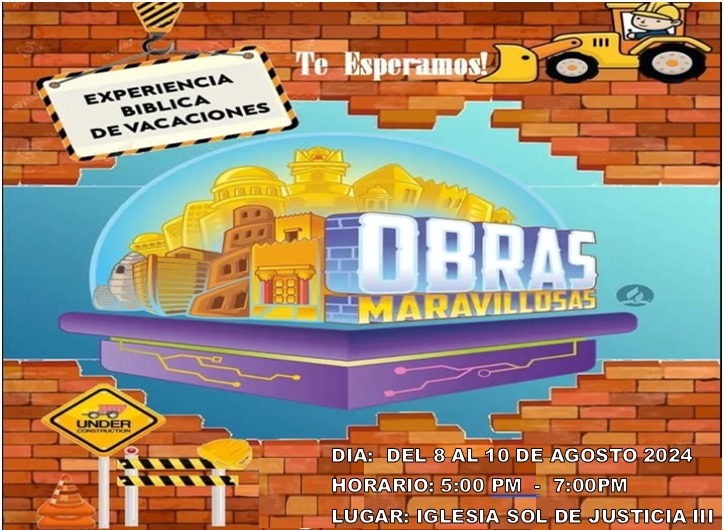 Te Esperamos!
EXPERIENCIA
BIBLICA
DE VACACIONES
OBRAS
MARAVILLOSAS
UNDER
CONSTRUCTION
DIA: DEL 8 AL 10 DE AGOSTO 2024
HORARIO: 5:00 PM - 7:00PM
LUGAR: IGLESIA SOL DE JUSTICIA III